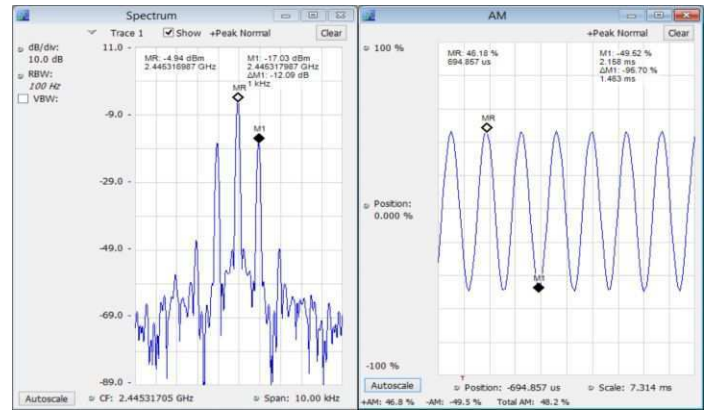 Spectrum
Trace 1 Show +Peak Normal Clear
dB/div:
10.0 dB
RBW:
100 Hz
VBW:
11.0
-9.0
-29.0
-49.0
-69.0
-89.0
MR: -4.94 dBm
2.445316987 GHz
M1: -17.03 dBm
2.445317987 GHz
ΔM1: -12.09 dB
1 kHz
MR
M1
Autoscale CF: 2.44531705 GHz Span: 10.00 kHz
AM
+Peak Normal Clear
100 %
MR: 46.18 %
694.857 us
M1: -49.52 %
2.158 ms
ΔM1: -95.70 %
1.463 ms
MR
Position:
0.000 %
M1
-100 %
T
Autoscale Position: -694.857 us Scale: 7.314 ms
+AM: 46.8 % -AM: -49.5 % Total AM: 48.2 %